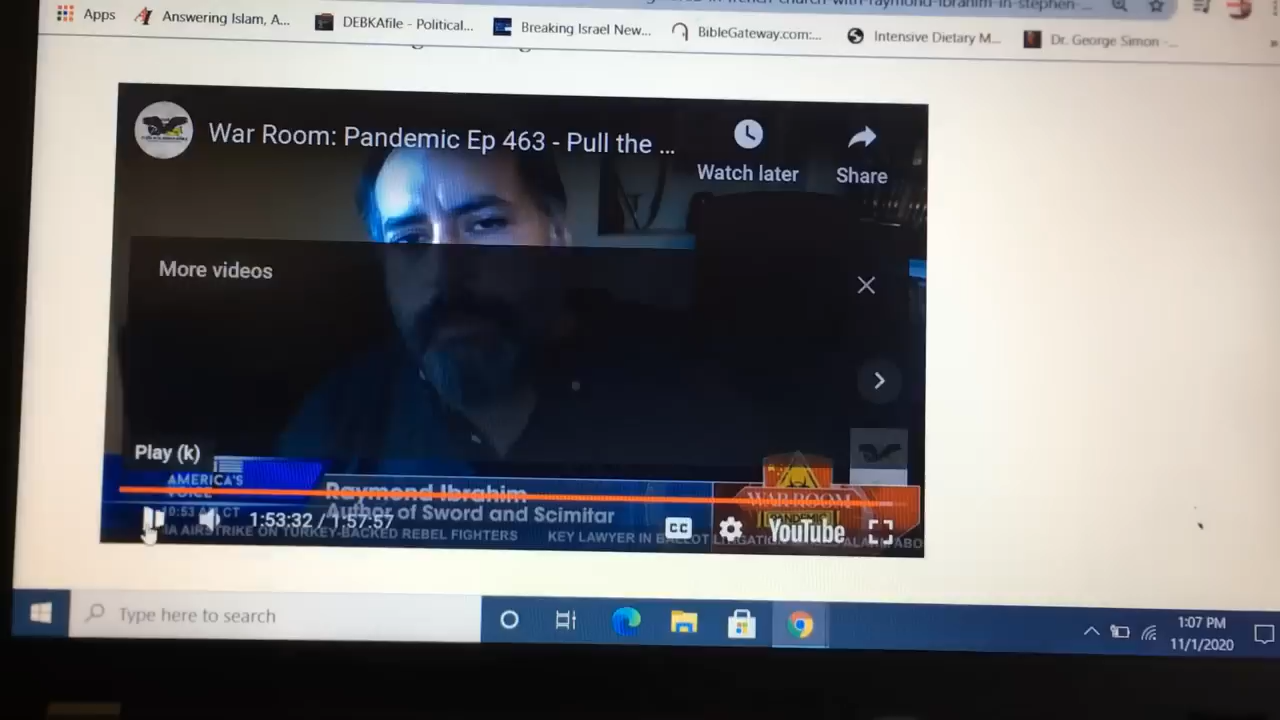 Apps Answering Islam, A... DEBKAfile - Political... Breaking Israel New... BibleGateway.com:... Intensive Dietary M... Dr. George Simon -...
War Room: Pandemic Ep 463 - Pull the ...
Watch later Share
More videos
Play (k)
AMERICA'S
VOICE
Raymond Ibrahim
WAR ROOM
PANDEMIC
Author of Sword and Scimitar
1:53:32 / 1:57:57
CC
YouTube
AIRSTRIKE ON TURKEY-BACKED REBEL FIGHTERS KEY LAWYER IN BALLOT
Type here to search
1:07 PM
11/1/2020